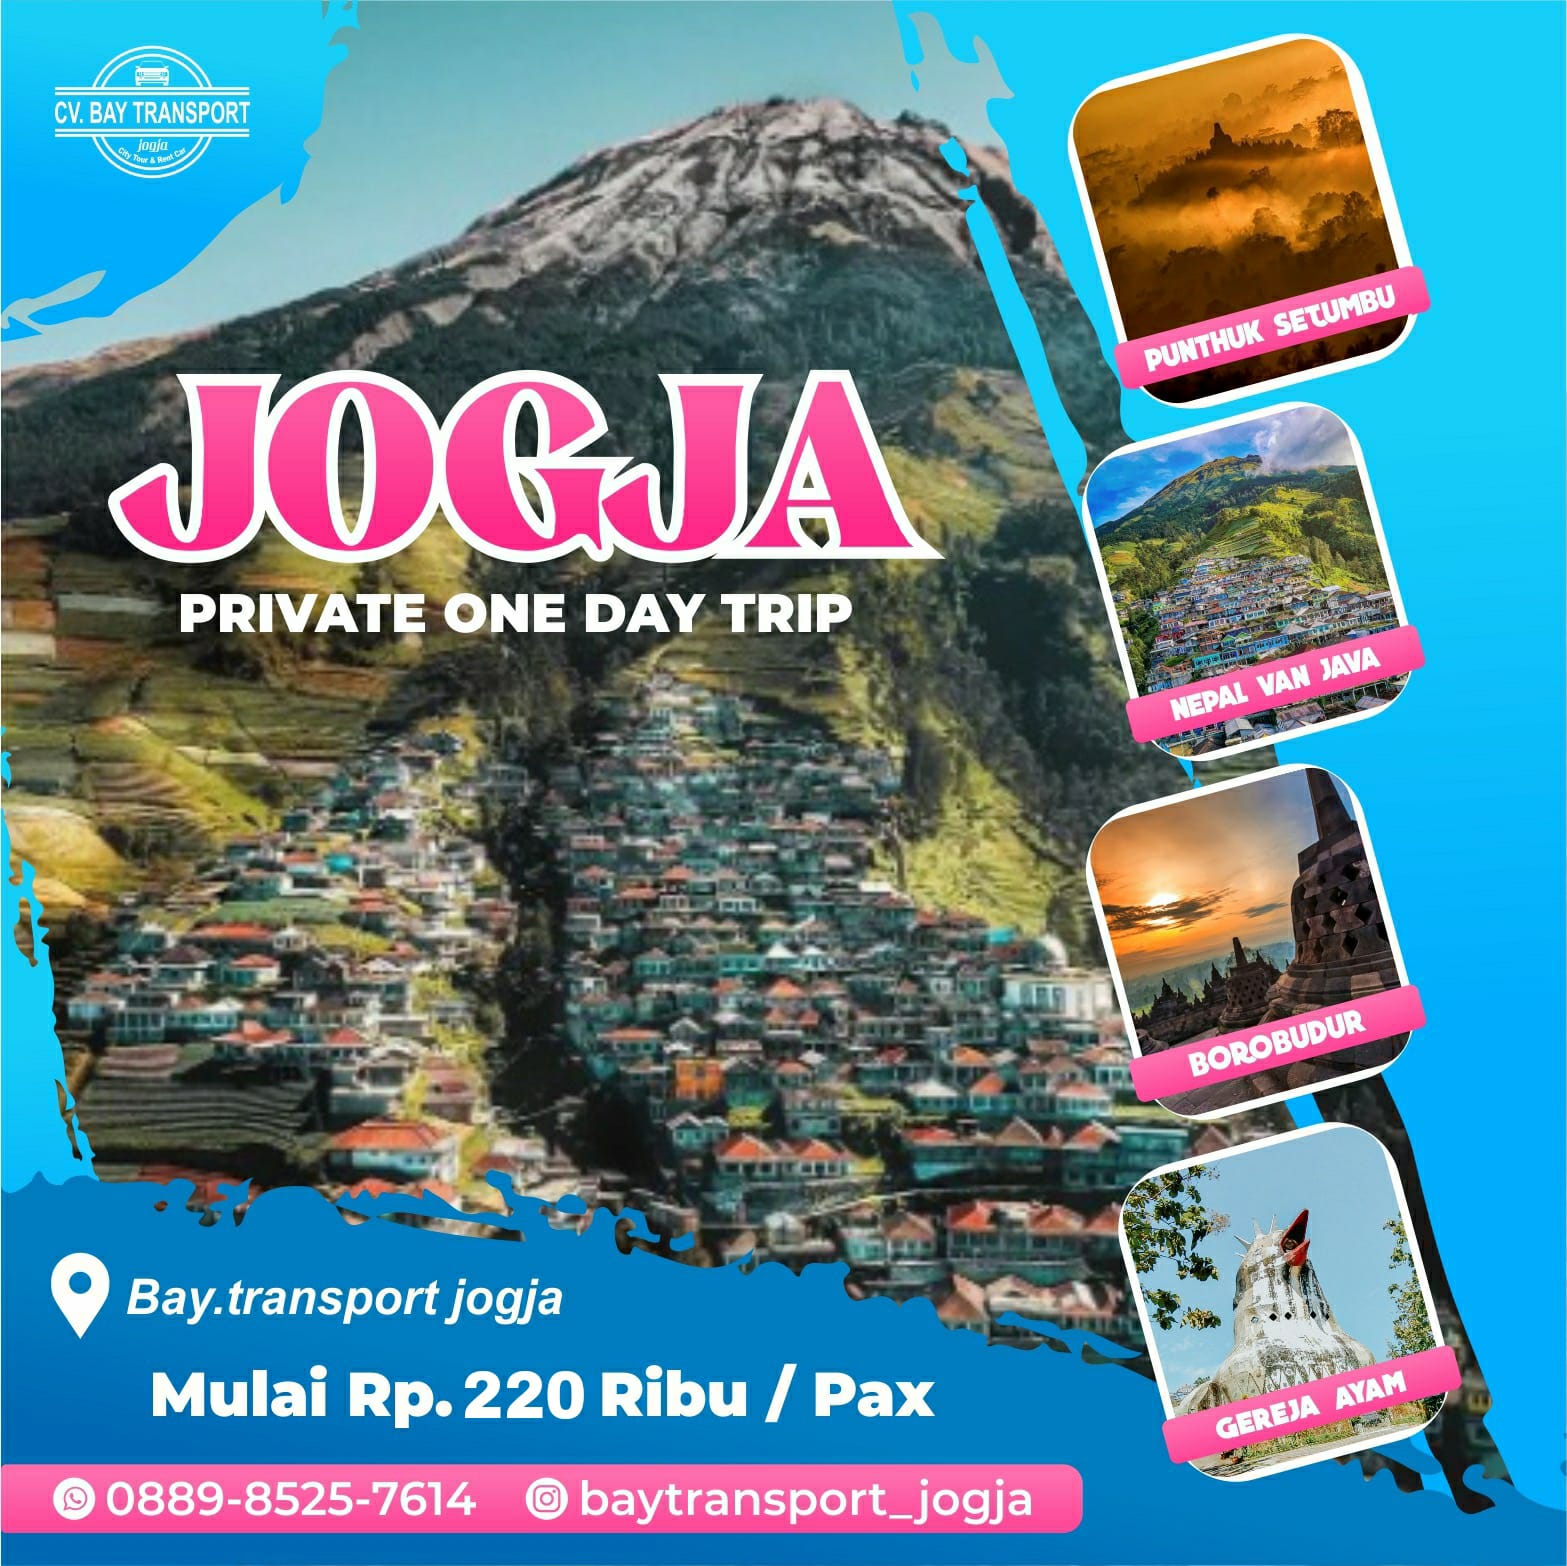 CV. BAY TRANSPORT
jogja
City Tour & Rent Car
JOGJA
PRIVATE ONE DAY TRIP
PUNTHUK SETUMBU
NEPAL VAN JAVA
BOROBUDUR
GEREJA AYAM
Bay.transport jogja
Mulai Rp. 220 Ribu / Pax
0889-8525-7614
baytransport_jogja